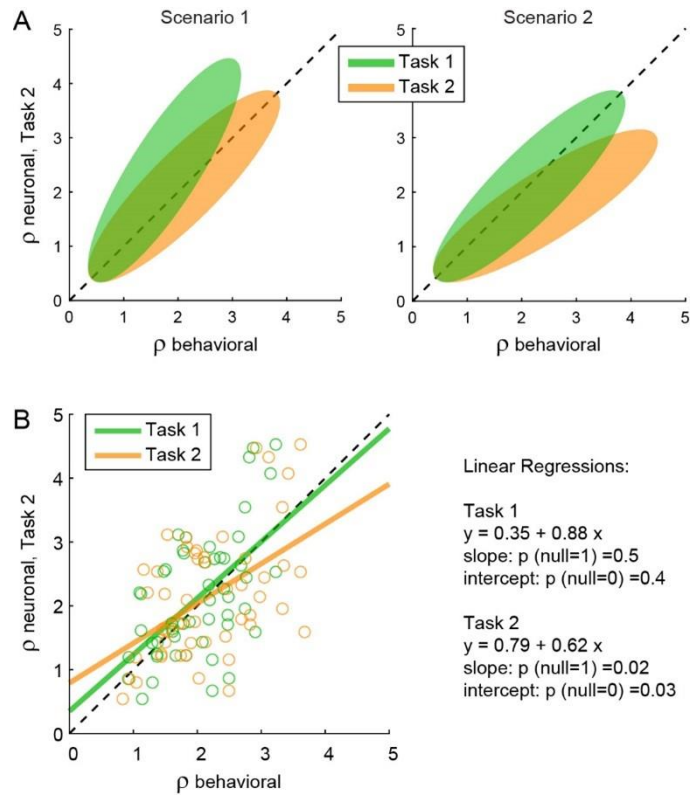 A
Scenario 1
Scenario 2
Task 1
Task 2
5
4
3
2
1
0
ρ neuronal, Task 2
0 1 2 3 4 5
ρ behavioral
5
4
3
2
1
0
0 1 2 3 4 5
ρ behavioral
B
Task 1
Task 2
5
4
3
2
1
0
ρ neuronal, Task 2
0 1 2 3 4 5
ρ behavioral
Linear Regressions:
Task 1
y = 0.35 + 0.88 x
slope: p (null=1) =0.5
intercept: p (null=0) =0.4
Task 2
y = 0.79 + 0.62 x
slope: p (null=1) =0.02
intercept: p (null=0) =0.03